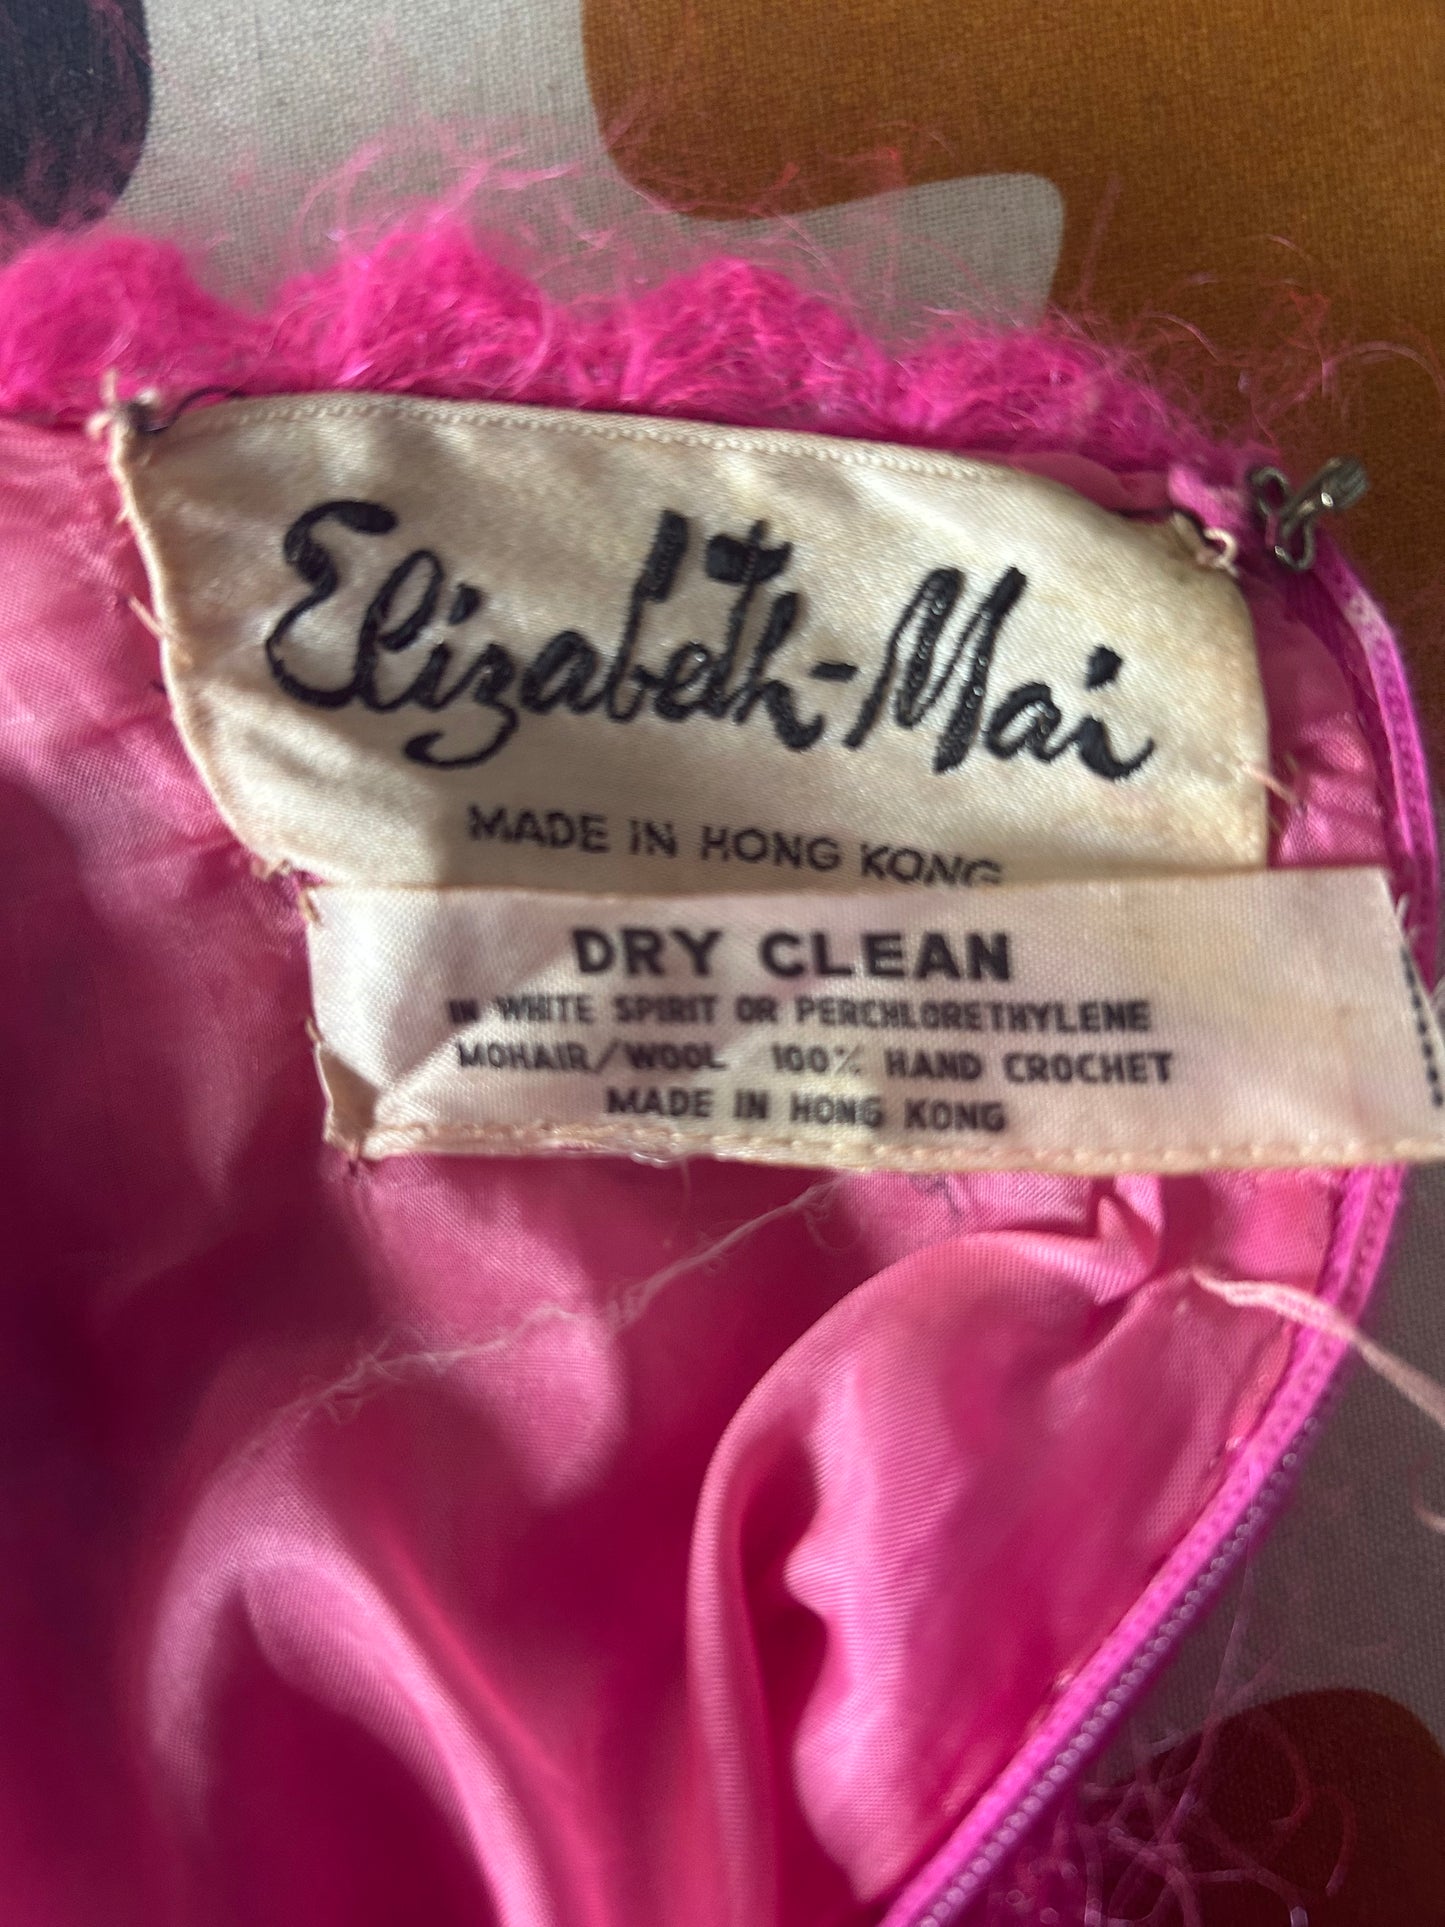 Elizabeth-Mai
MADE IN HONG KONG
DRY CLEAN
IN WHITE SPIRIT OR PERCHLORETHYLENE
MOHAIR/WOOL 100% HAND CROCHET
MADE IN HONG KONG